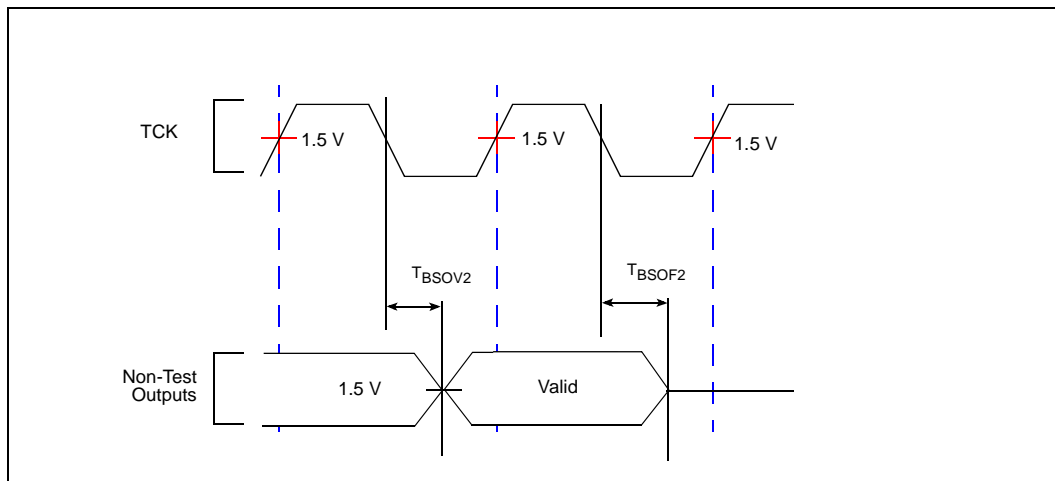 TCK
1.5 V
1.5 V
1.5 V
TBSOV2
TBSOF2
Non-Test
Outputs
1.5 V
Valid